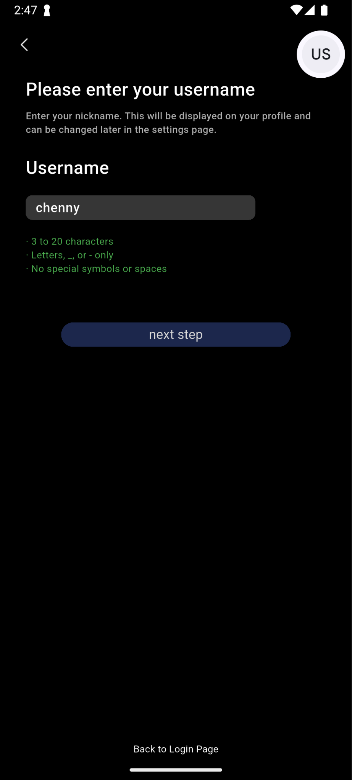 2:47
US
Please enter your username
Enter your nickname. This will be displayed on your profile and
can be changed later in the settings page.
Username
chenny
· 3 to 20 characters
· Letters, _, or - only
· No special symbols or spaces
next step
Back to Login Page